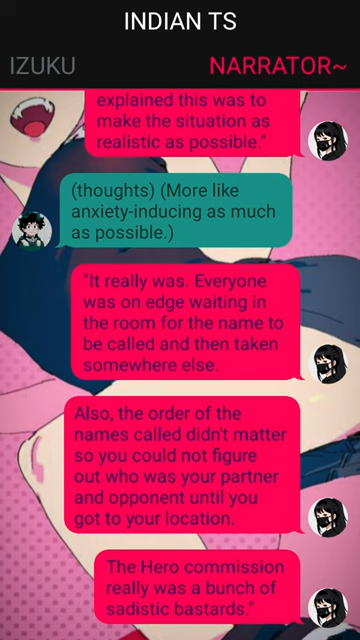 INDIAN TS
IZUKU
NARRATOR~
explained this was to
make the situation as
realistic as possible."
(thoughts) (More like
anxiety-inducing as much
as possible.)
"It really was. Everyone
was on edge waiting in
the room for the name to
be called and then taken
somewhere else.
Also, the order of the
names called didn't matter
so you could not figure
out who was your partner
and opponent until you
got to your location.
The Hero commission
really was a bunch of
sadistic bastards."